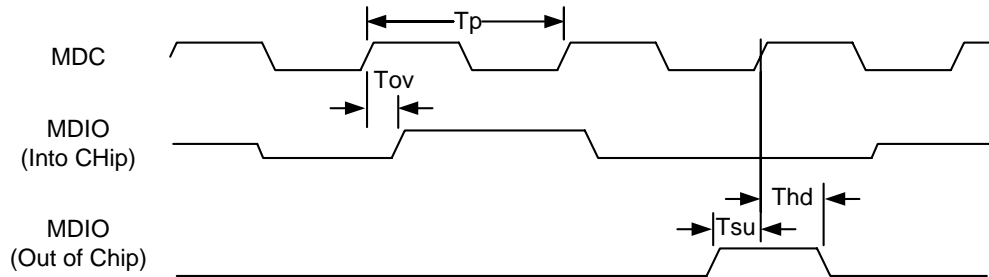 Tp
MDC
Tov
MDIO
(Into CHip)
Thd
MDIO
Tsu
(Out of Chip)